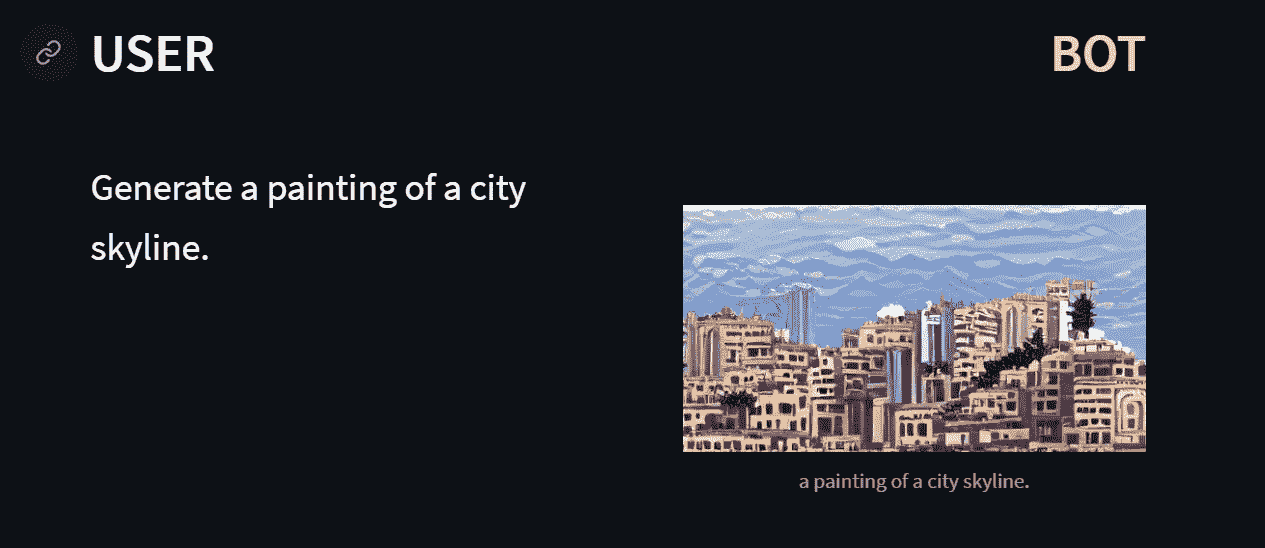 USER
BOT
Generate a painting of a city
skyline.
a painting of a city skyline.